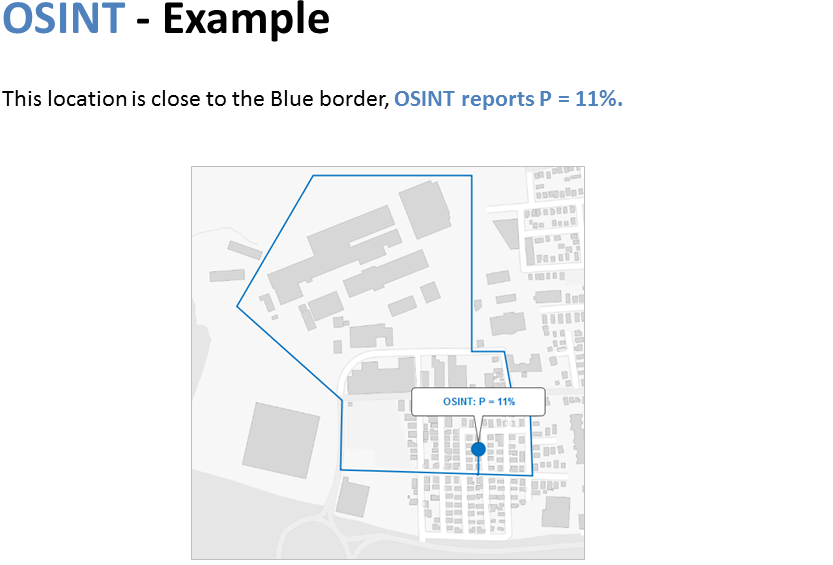 OSINT - Example
This location is close to the Blue border, OSINT reports P = 11%.
OSINT: P = 11%